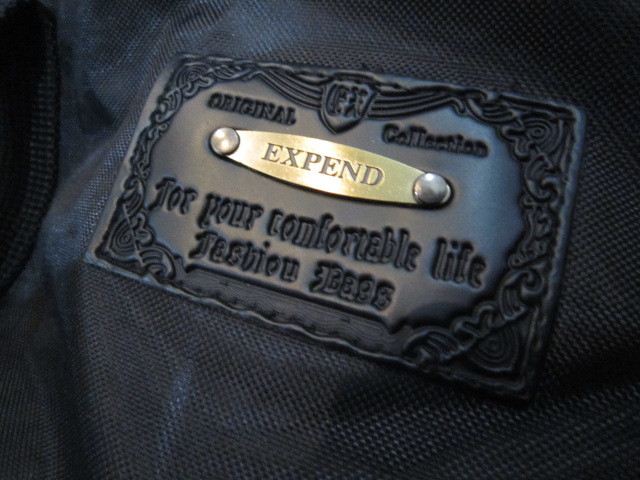 ORIGINAL Collection
EXPEND
For your comfortable life
Fashion Bags